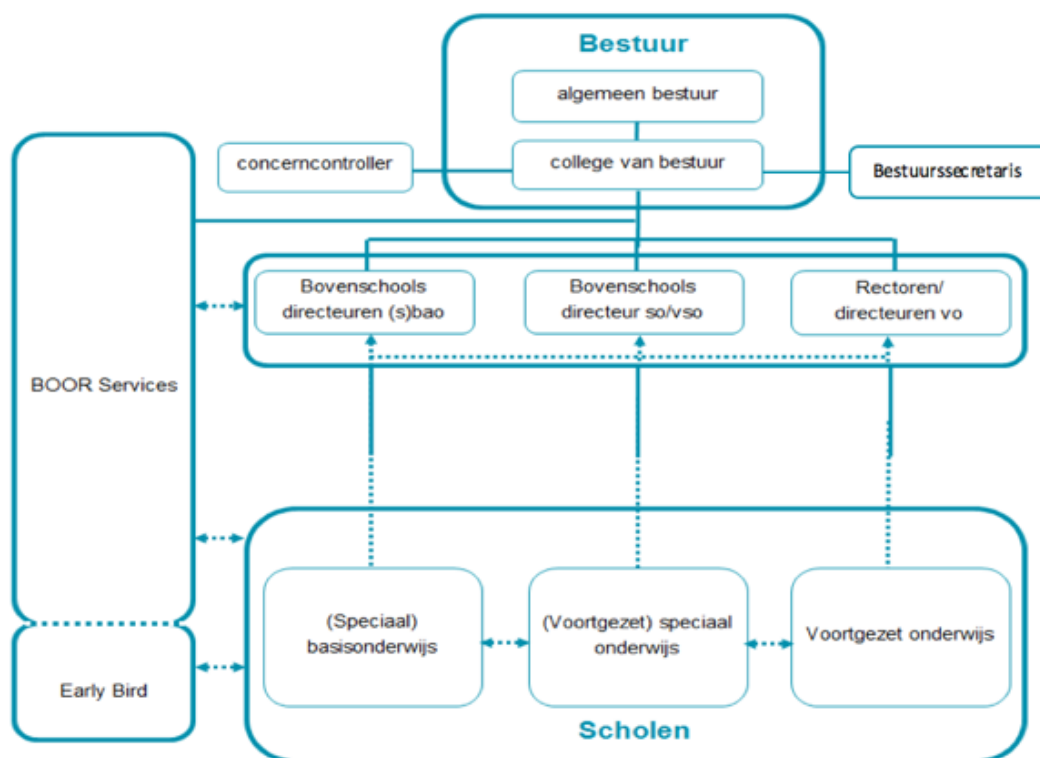 Bestuur
algemeen bestuur
concerncontroller
college van bestuur
Bestuurssecretaris
Bovenschools
directeuren (s)bao
Bovenschools
directeur so/vso
Rectoren/
directeuren vo
BOOR Services
(Speciaal)
basisonderwijs
(Voortgezet) speciaal
onderwijs
Voortgezet onderwijs
Early Bird
Scholen